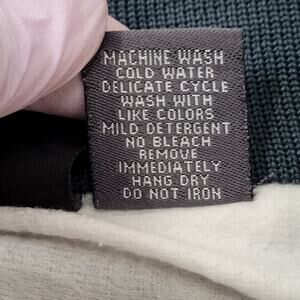 MACHINE WASH
COLD WATER
DELICATE CYCLE
WASH WITH
LIKE COLORS
MILD DETERGENT
NO BLEACH
REMOVE
IMMEDIATELY
HANG DRY
DO NOT IRON